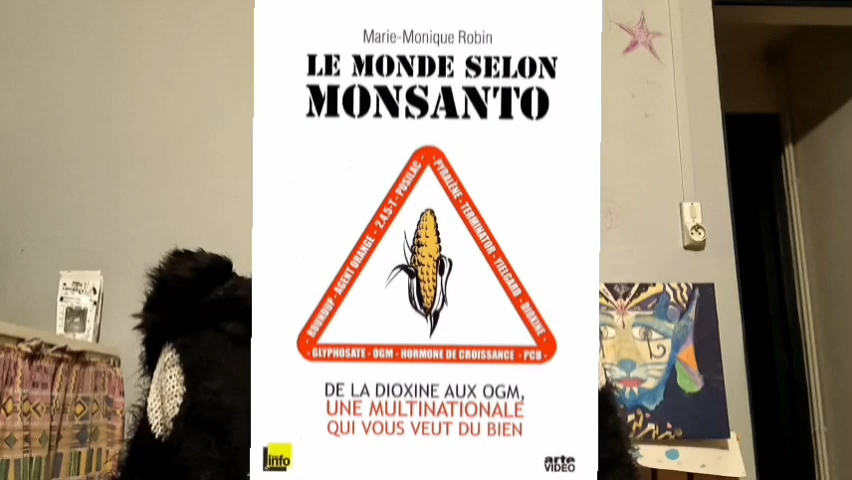 Marie-Monique Robin
LE MONDE SELON
MONSANTO
ROUNDUP - AGENT ORANGE - 2,4,5-T - POSILAC -
PYRALÈNE - TERMINATOR - YIELGARD - DIOXINE -
GLYPHOSATE - OGM - HORMONE DE CROISSANCE - PCB -
DE LA DIOXINE AUX OGM,
UNE MULTINATIONALE
QUI VOUS VEUT DU BIEN
info
arte
VIDEO